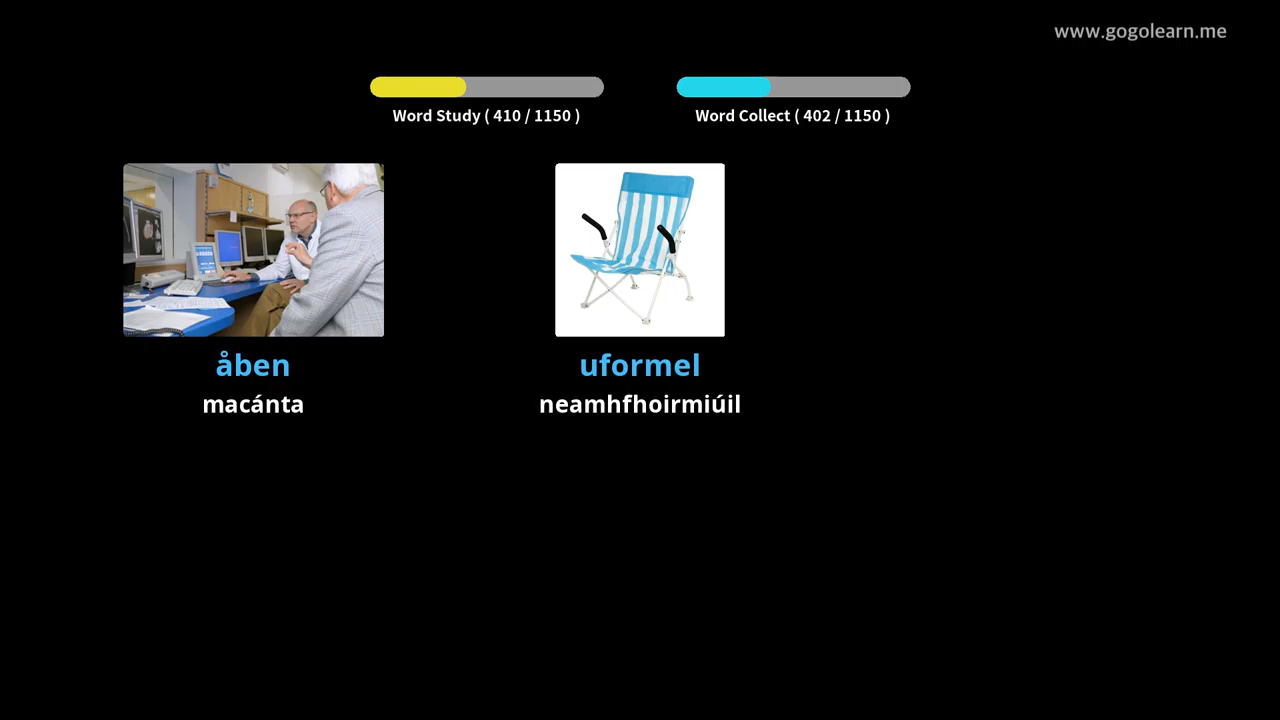 www.gogolearn.me
Word Study ( 410 / 1150 )
Word Collect ( 402 / 1150 )
åben
macánta
uformel
neamhfhoirmiúil